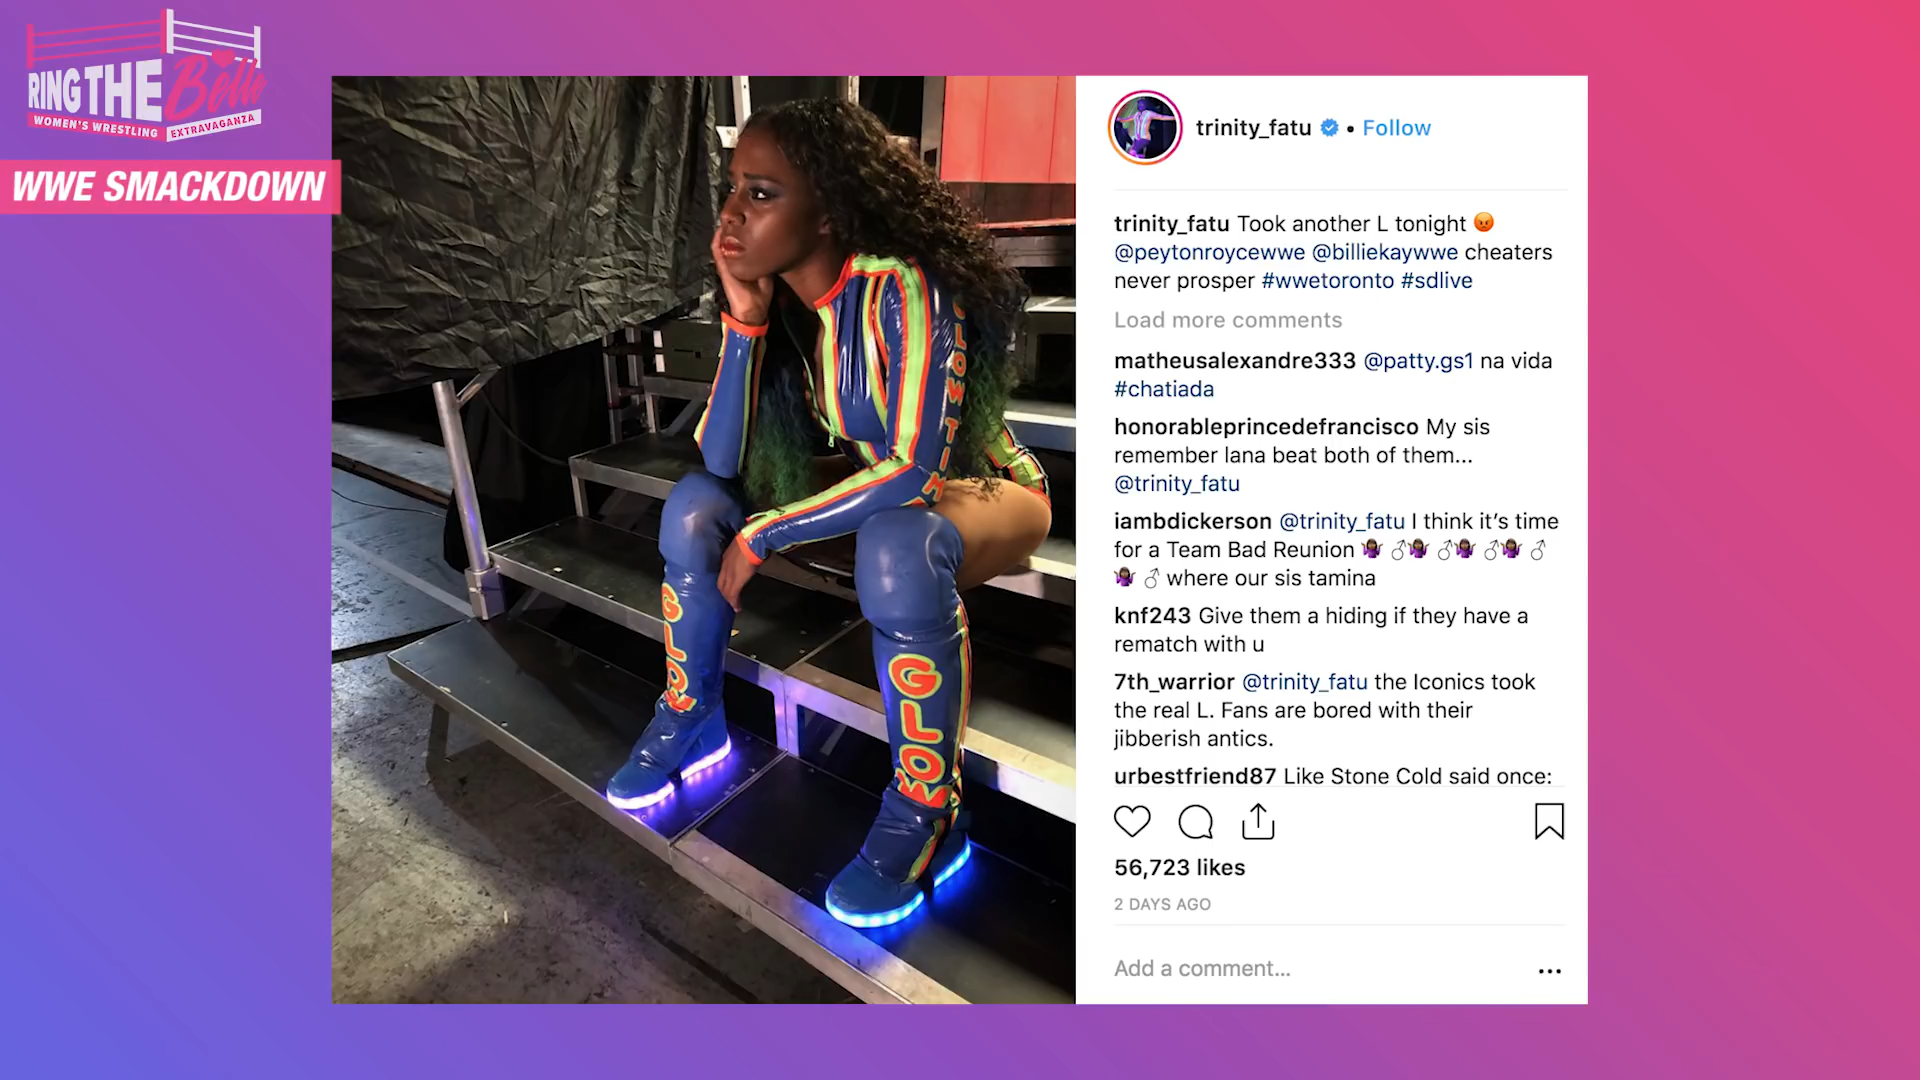 RING THE Belle
WOMEN'S WRESTLING EXTRAVAGANZA
WWE SMACKDOWN
GLOW TIM
GLOW
GLOW
trinity_fatu • Follow
trinity_fatu Took another L tonight 😡
@peytonroycewwe @billiekaywwe cheaters
never prosper #wwetoronto #sdlive
Load more comments
matheusalexandre333 @patty.gs1 na vida
#chatiada
honorableprincedefrancisco My sis
remember lana beat both of them...
@trinity_fatu
iambdickerson @trinity_fatu I think it's time
for a Team Bad Reunion 🤷🏾‍♂🤷🏾‍♂🤷🏾‍♂🤷🏾‍♂
🤷🏾‍♂ where our sis tamina
knf243 Give them a hiding if they have a
rematch with u
7th_warrior @trinity_fatu the Iconics took
the real L. Fans are bored with their
jibberish antics.
urbestfriend87 Like Stone Cold said once:
56,723 likes
2 DAYS AGO
Add a comment...